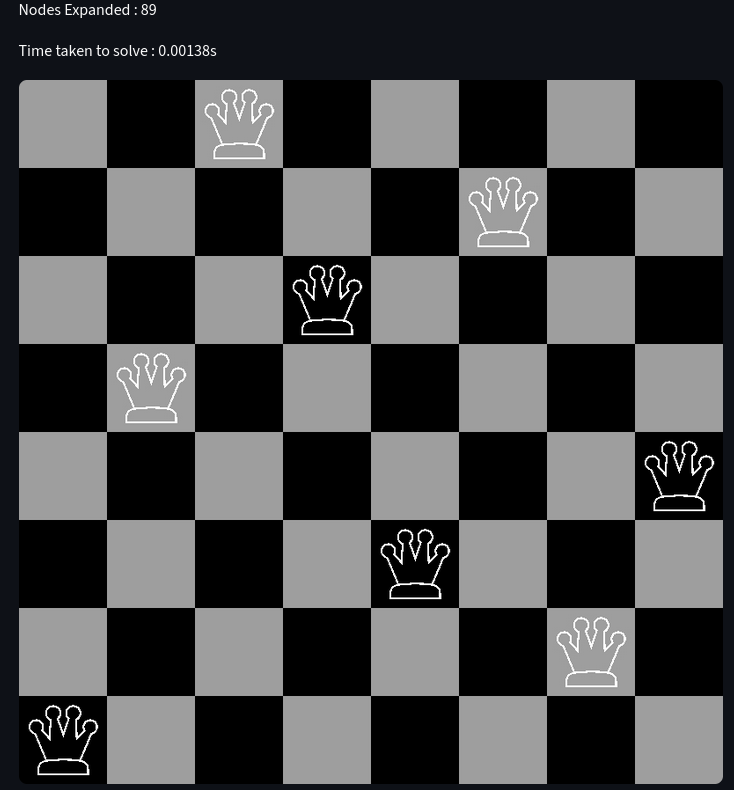 Nodes Expanded : 89
Time taken to solve : 0.00138s